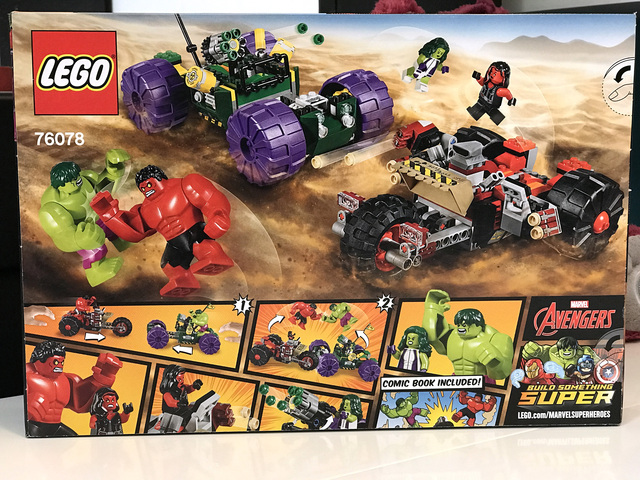 LEGO
76078
1
2
COMIC BOOK INCLUDED!
MARVEL
AVENGERS
BUILD SOMETHING
SUPER
LEGO.com/MARVELSUPERHEROES